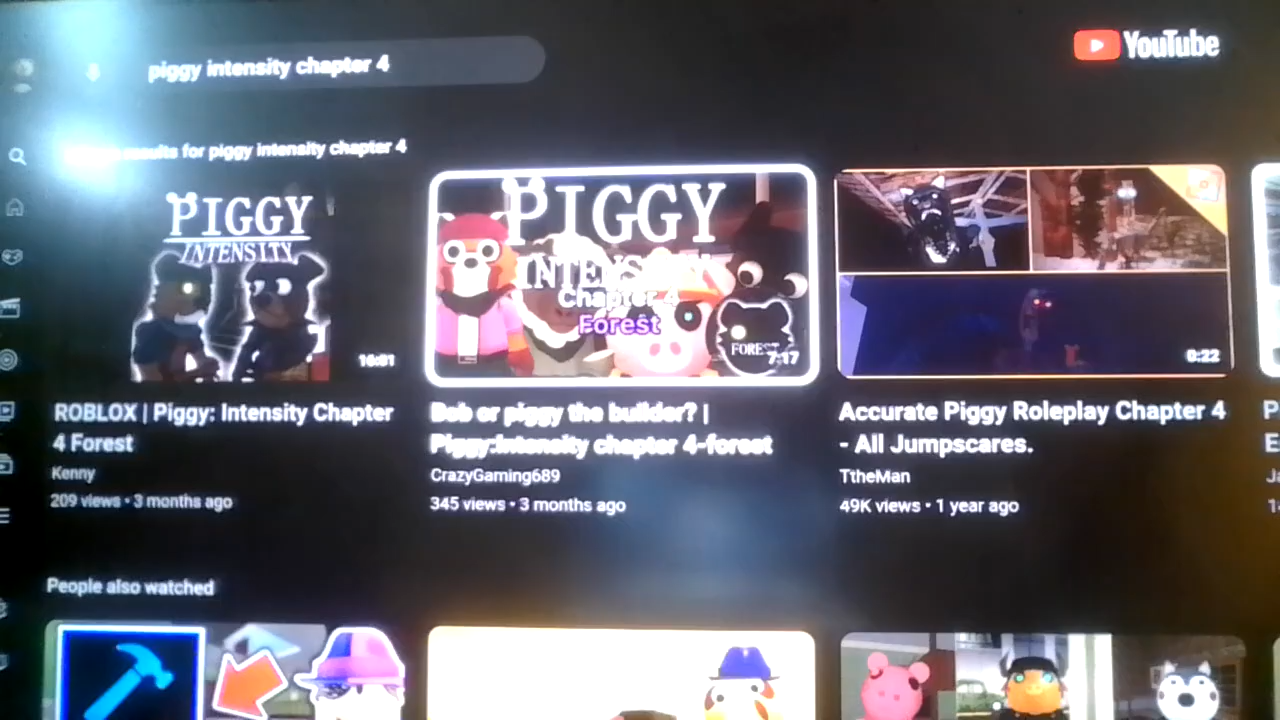 piggy intensity chapter 4
YouTube
results for piggy intensity chapter 4
PIGGY
INTENSITY
16:01
PIGGY
INTENSITY
Chapter 4
Forest
FOREST
7:17
0:22
ROBLOX | Piggy: Intensity Chapter
4 Forest
Kenny
209 views • 3 months ago
Bob or piggy the builder? |
Piggy:Intensity chapter 4-forest
CrazyGaming689
345 views • 3 months ago
Accurate Piggy Roleplay Chapter 4
- All Jumpscares.
TtheMan
49K views • 1 year ago
People also watched